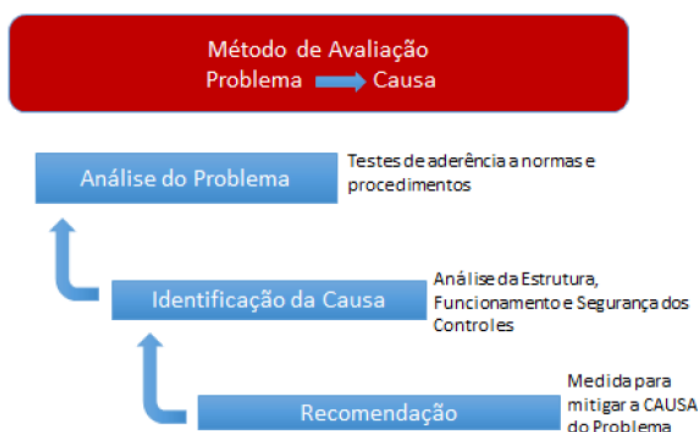 Método de Avaliação
Problema Causa
Análise do Problema
Testes de aderência a normas e
procedimentos
Identificação da Causa
Análise da Estrutura,
Funcionamento e Segurança dos
Controles
Recomendação
Medida para
mitigar a CAUSA
do Problema